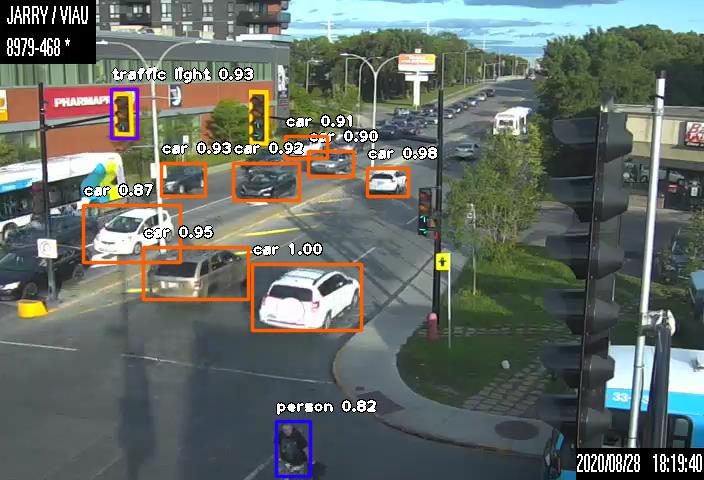 JARRY / VIAU
8979-468 *
traffic light 0.93
PHARMAPR
car 0.91
car 0.90
car 0.93
car 0.92
car 0.98
car 0.87
car 0.95
car 1.00
person 0.82
33-
2020/08/28 18:19:40